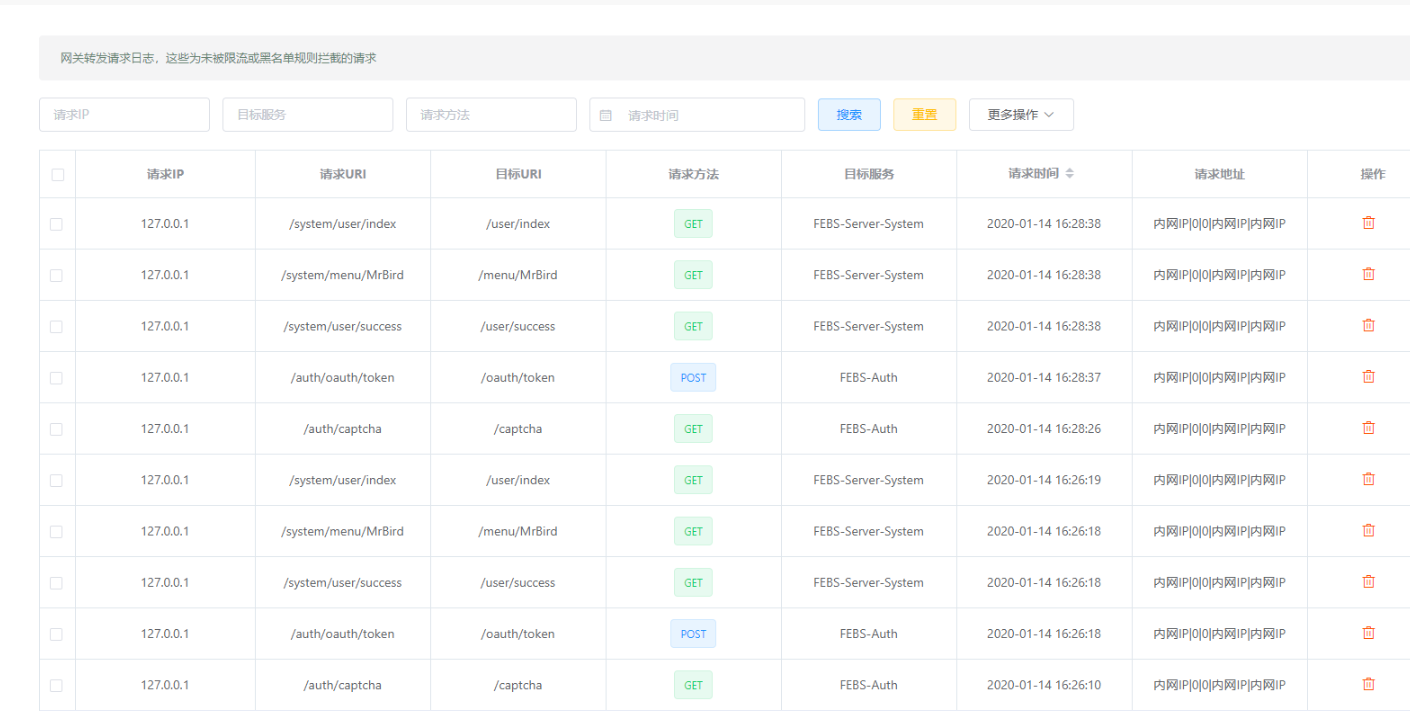 网关转发请求日志，这些为未被限流或黑名单规则拦截的请求
请求IP 目标服务 请求方法 请求时间 搜索 重置 更多操作
请求IP 请求URI 目标URI 请求方法 目标服务 请求时间 请求地址 操作
127.0.0.1 /system/user/index /user/index GET FEBS-Server-System 2020-01-14 16:28:38 内网IP|0|0|内网IP|内网IP
127.0.0.1 /system/menu/MrBird /menu/MrBird GET FEBS-Server-System 2020-01-14 16:28:38 内网IP|0|0|内网IP|内网IP
127.0.0.1 /system/user/success /user/success GET FEBS-Server-System 2020-01-14 16:28:38 内网IP|0|0|内网IP|内网IP
127.0.0.1 /auth/oauth/token /oauth/token POST FEBS-Auth 2020-01-14 16:28:37 内网IP|0|0|内网IP|内网IP
127.0.0.1 /auth/captcha /captcha GET FEBS-Auth 2020-01-14 16:28:26 内网IP|0|0|内网IP|内网IP
127.0.0.1 /system/user/index /user/index GET FEBS-Server-System 2020-01-14 16:26:19 内网IP|0|0|内网IP|内网IP
127.0.0.1 /system/menu/MrBird /menu/MrBird GET FEBS-Server-System 2020-01-14 16:26:18 内网IP|0|0|内网IP|内网IP
127.0.0.1 /system/user/success /user/success GET FEBS-Server-System 2020-01-14 16:26:18 内网IP|0|0|内网IP|内网IP
127.0.0.1 /auth/oauth/token /oauth/token POST FEBS-Auth 2020-01-14 16:26:18 内网IP|0|0|内网IP|内网IP
127.0.0.1 /auth/captcha /captcha GET FEBS-Auth 2020-01-14 16:26:10 内网IP|0|0|内网IP|内网IP